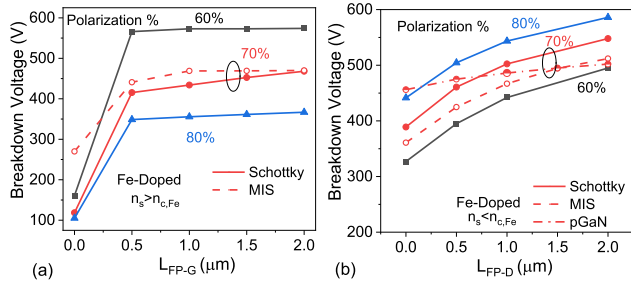 Polarization %
60%
70%
80%
Fe-Doped
n_s>n_c,Fe
Schottky
MIS
Breakdown Voltage (V)
600
500
400
300
200
100
0.0 0.5 1.0 1.5 2.0
(a)
L_FP-G (μm)
Polarization %
80%
70%
60%
Fe-Doped
n_s<n_c,Fe
Schottky
MIS
pGaN
Breakdown Voltage (V)
600
500
400
300
200
0.0 0.5 1.0 1.5 2.0
(b)
L_FP-D (μm)